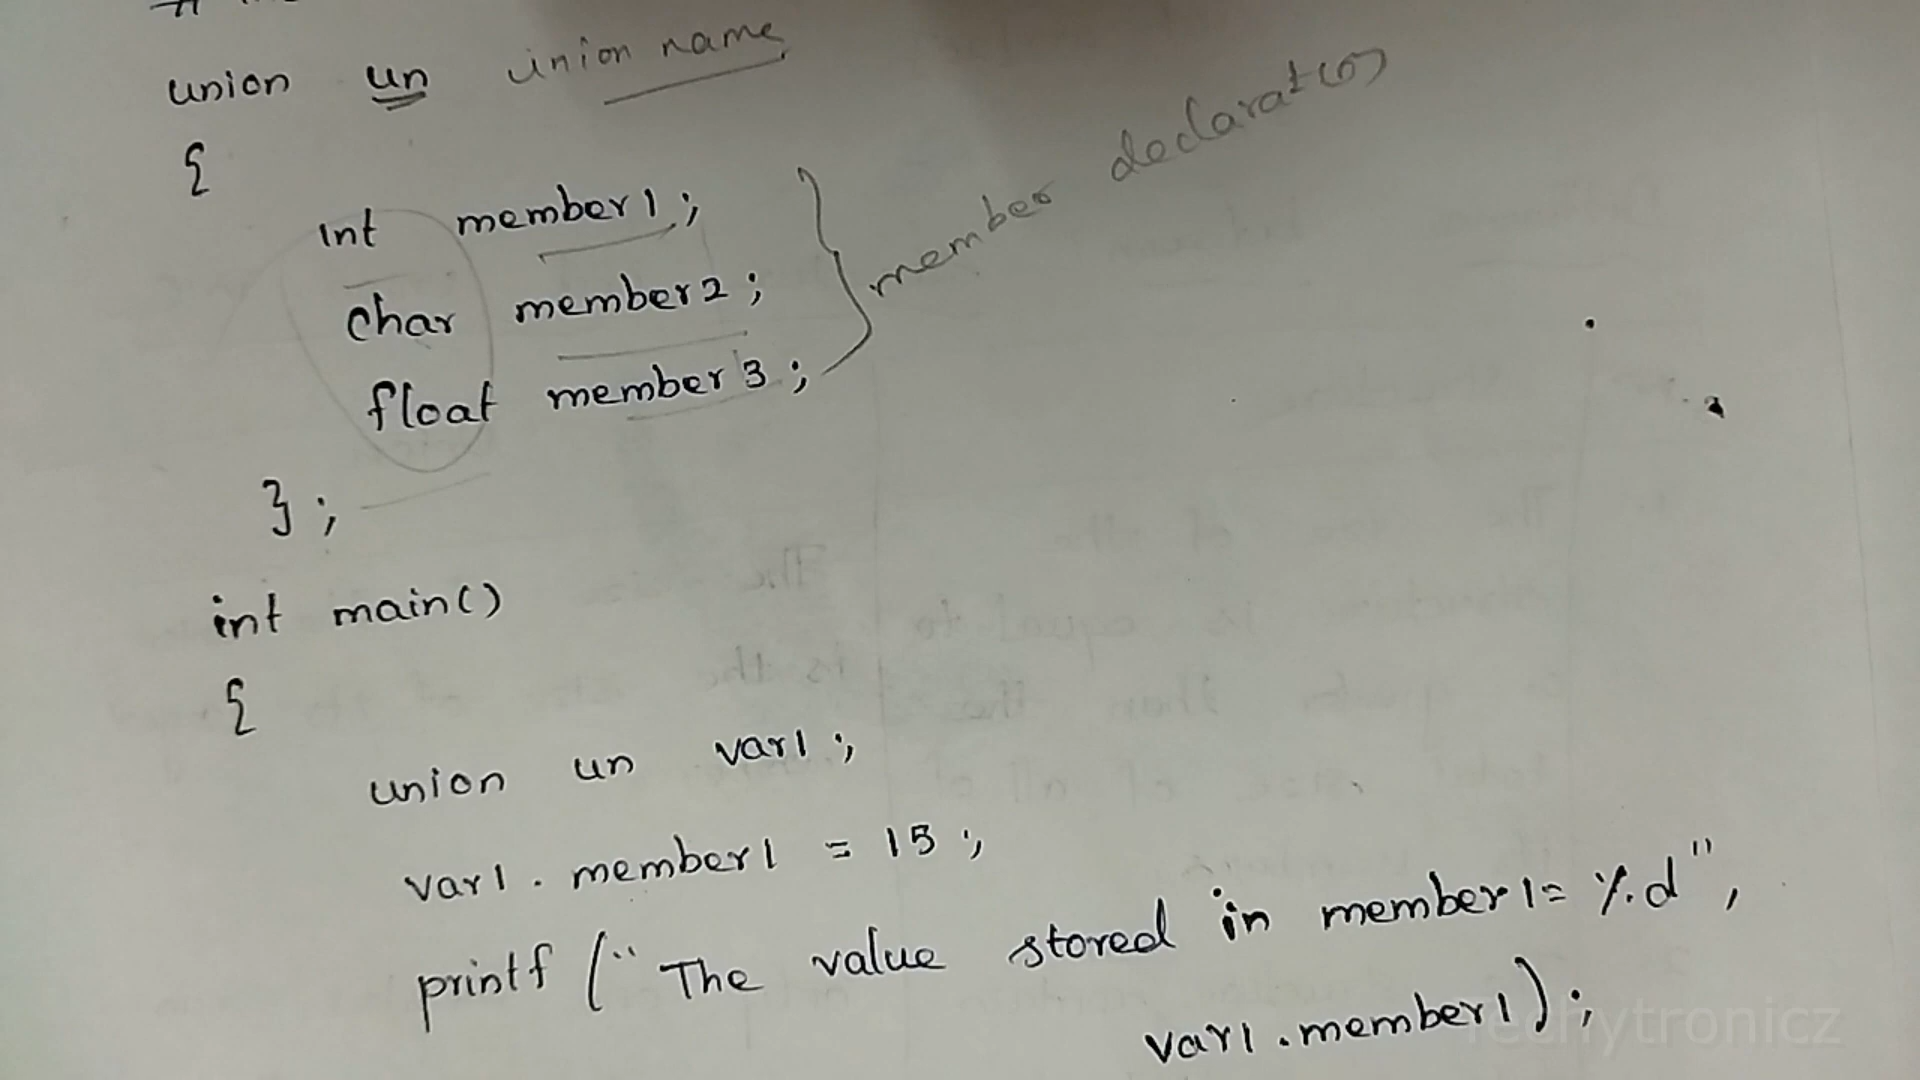 union un union name
{
int member1;
char member2;
float member3;
} member declaration
};
int main()
{
union un var1;
var1.member1 = 15;
printf("The value stored in member1= %d",
var1.member1);
Techytronicz